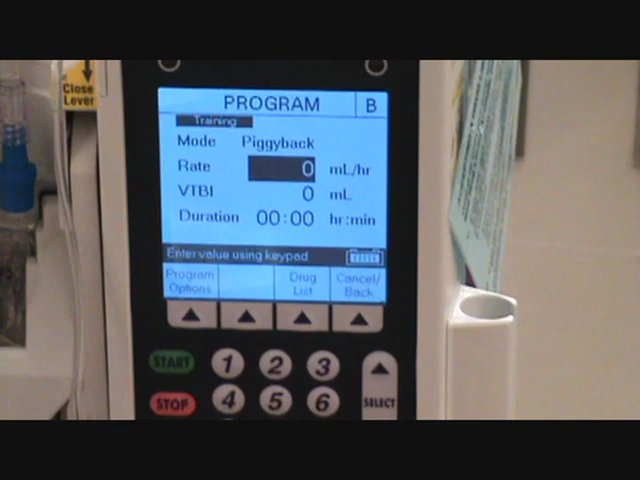 Close
Lever
PROGRAM B
Training
Mode Piggyback
Rate 0 mL/hr
VTBI 0 mL
Duration 00:00 hr:min
Enter value using keypad
Program Options
Drug List
Cancel/ Back
START 1 2 3
STOP 4 5 6
SELECT